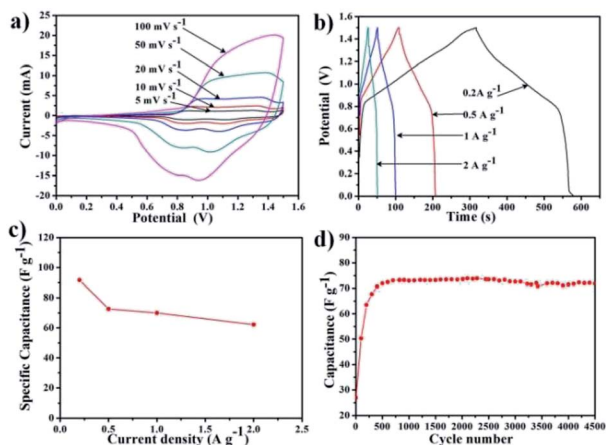 a)
100 mV s⁻¹
50 mV s⁻¹
20 mV s⁻¹
10 mV s⁻¹
5 mV s⁻¹
Current (mA)
25
20
15
10
5
0
-5
-10
-15
-20
0.0 0.2 0.4 0.6 0.8 1.0 1.2 1.4 1.6
Potential (V)
b)
0.2A g⁻¹
0.5 A g⁻¹
1 A g⁻¹
2 A g⁻¹
Potential (V)
1.6
1.4
1.2
1.0
0.8
0.6
0.4
0.2
0.0
0 100 200 300 400 500 600
Time (s)
c)
Specific Capacitance (F g⁻¹)
120
100
80
60
40
20
0
0.0 0.5 1.0 1.5 2.0 2.5
Current density (A g⁻¹)
d)
Capacitance (F g⁻¹)
90
80
70
60
50
40
30
20
0 500 1000 1500 2000 2500 3000 3500 4000 4500
Cycle number